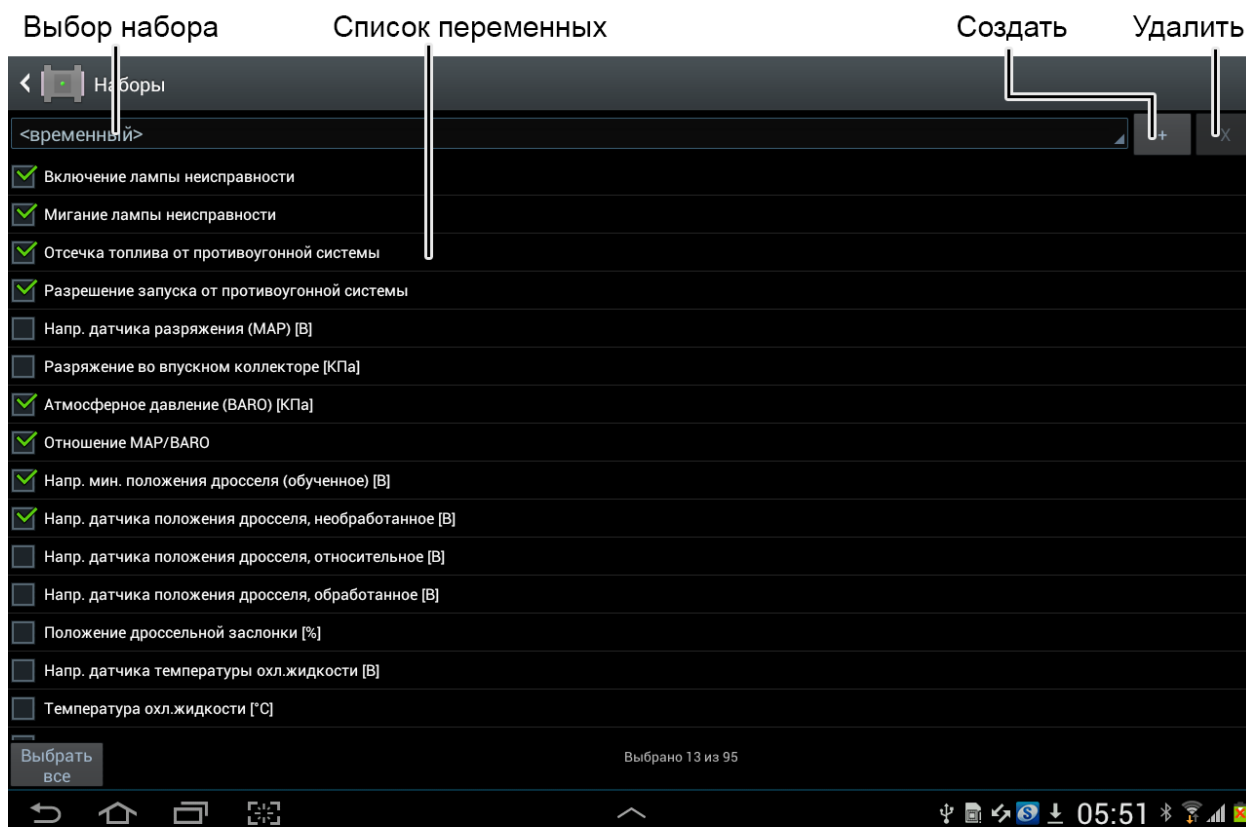 Выбор набора Список переменных Создать Удалить
Наборы
<временный> + X
Включение лампы неисправности
Мигание лампы неисправности
Отсечка топлива от противоугонной системы
Разрешение запуска от противоугонной системы
Напр. датчика разряжения (MAP) [В]
Разряжение во впускном коллекторе [КПа]
Атмосферное давление (BARO) [КПа]
Отношение MAP/BARO
Напр. мин. положения дросселя (обученное) [В]
Напр. датчика положения дросселя, необработанное [В]
Напр. датчика положения дросселя, относительное [В]
Напр. датчика положения дросселя, обработанное [В]
Положение дроссельной заслонки [%]
Напр. датчика температуры охл.жидкости [В]
Температура охл.жидкости [°C]
Выбрать
все
Выбрано 13 из 95
05:51